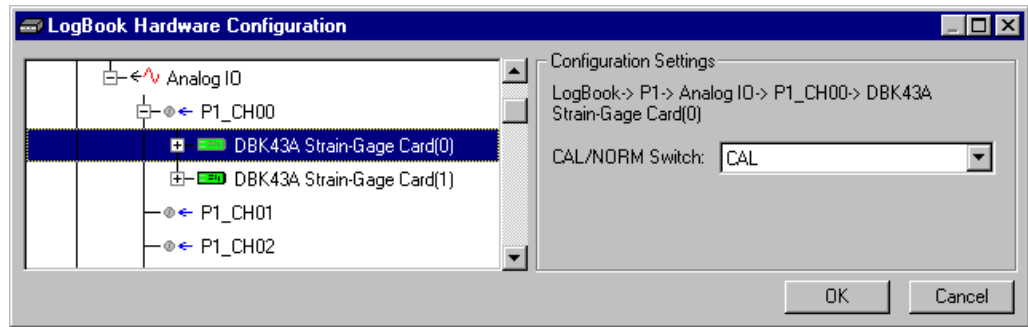 LogBook Hardware Configuration
Analog IO
P1_CH00
DBK43A Strain-Gage Card(0)
DBK43A Strain-Gage Card(1)
P1_CH01
P1_CH02
Configuration Settings
LogBook-> P1-> Analog IO-> P1_CH00-> DBK43A
Strain-Gage Card(0)
CAL/NORM Switch: CAL
OK Cancel